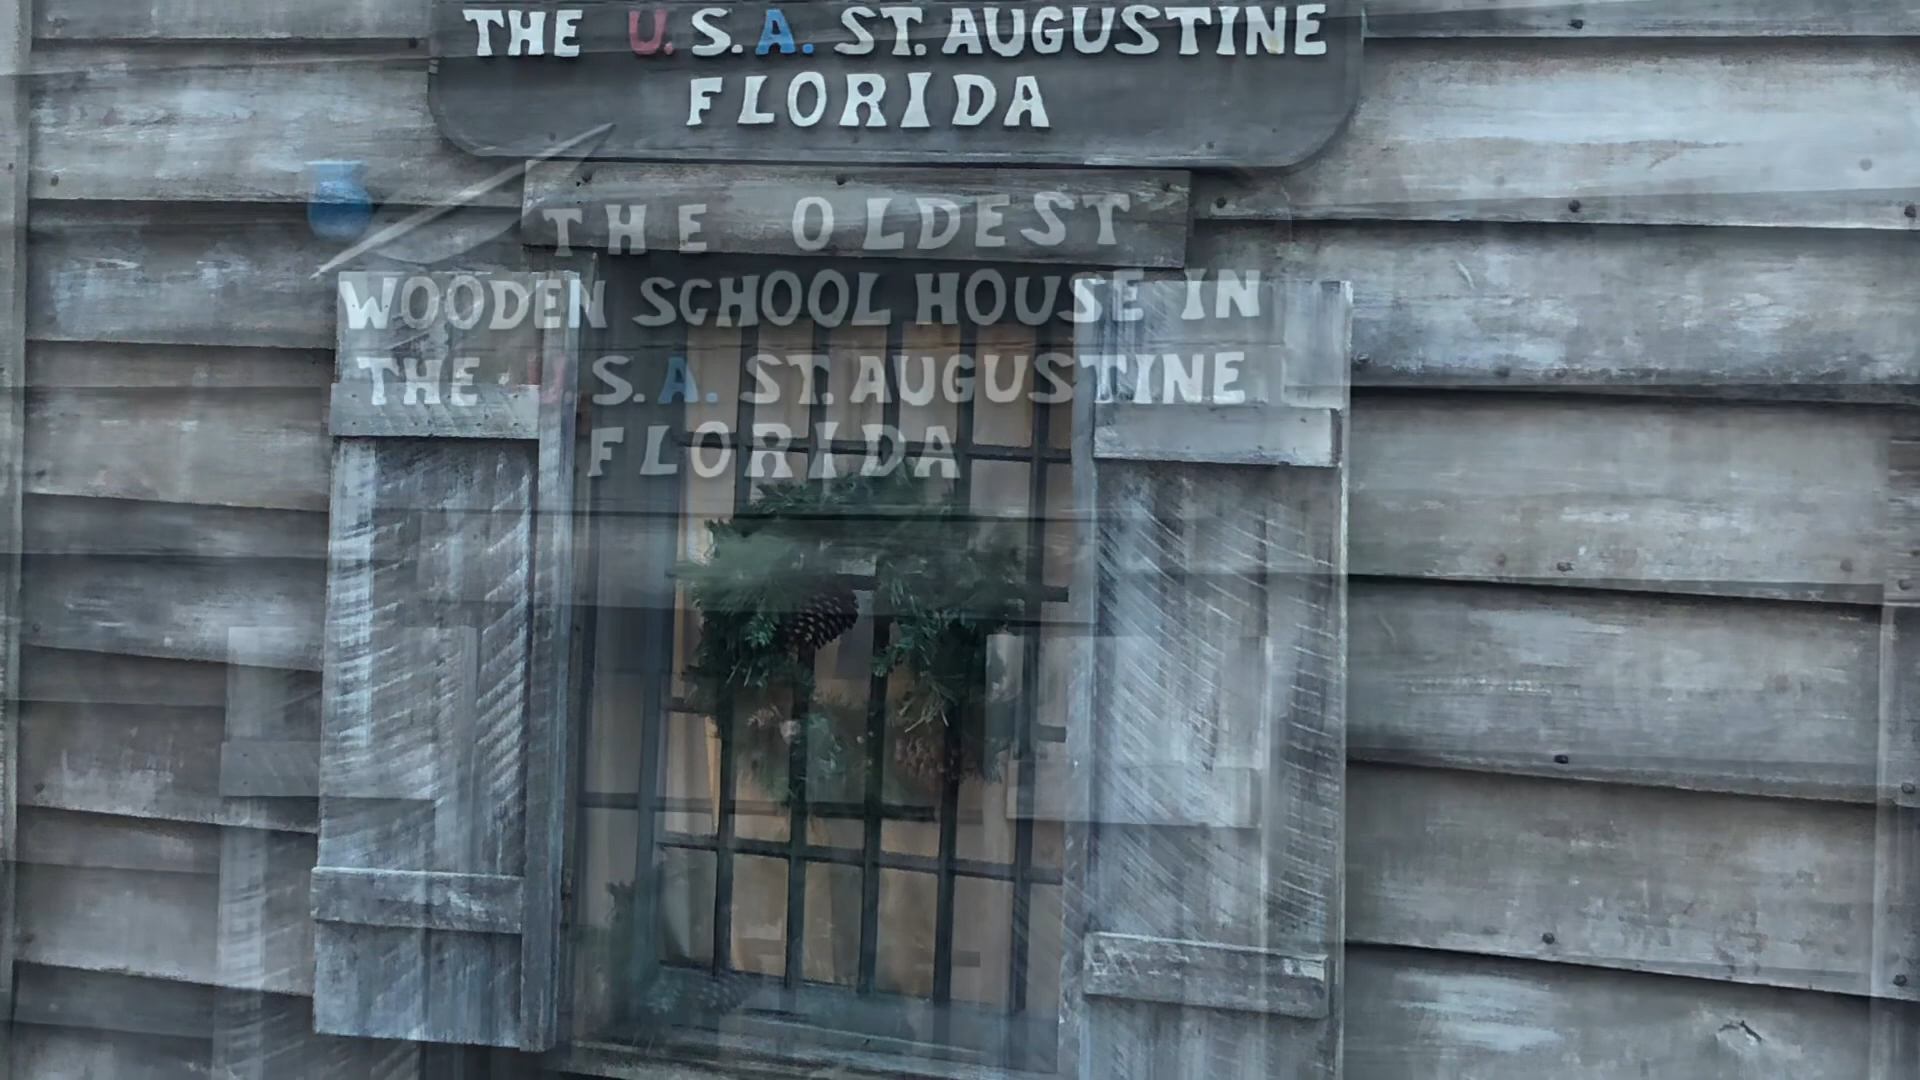 THE U.S.A. ST. AUGUSTINE
FLORIDA
THE OLDEST
WOODEN SCHOOL HOUSE IN
THE U.S.A. ST. AUGUSTINE
FLORIDA